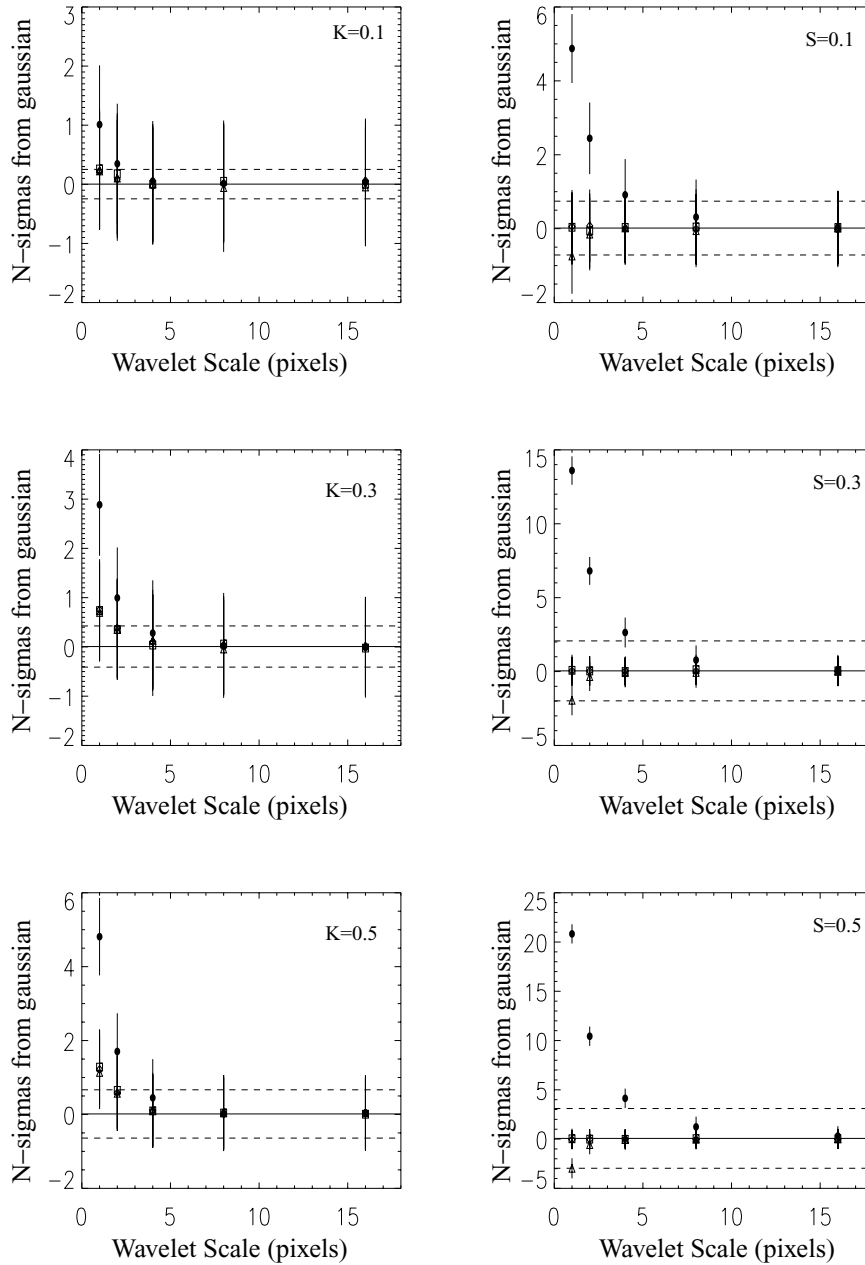 N−sigmas from gaussian
3
2
1
0
−1
−2
K=0.1
0 5 10 15
Wavelet Scale (pixels)
N−sigmas from gaussian
6
4
2
0
−2
S=0.1
0 5 10 15
Wavelet Scale (pixels)
N−sigmas from gaussian
4
3
2
1
0
−1
−2
K=0.3
0 5 10 15
Wavelet Scale (pixels)
N−sigmas from gaussian
15
10
5
0
−5
S=0.3
0 5 10 15
Wavelet Scale (pixels)
N−sigmas from gaussian
6
4
2
0
−2
K=0.5
0 5 10 15
Wavelet Scale (pixels)
N−sigmas from gaussian
25
20
15
10
5
0
−5
S=0.5
0 5 10 15
Wavelet Scale (pixels)